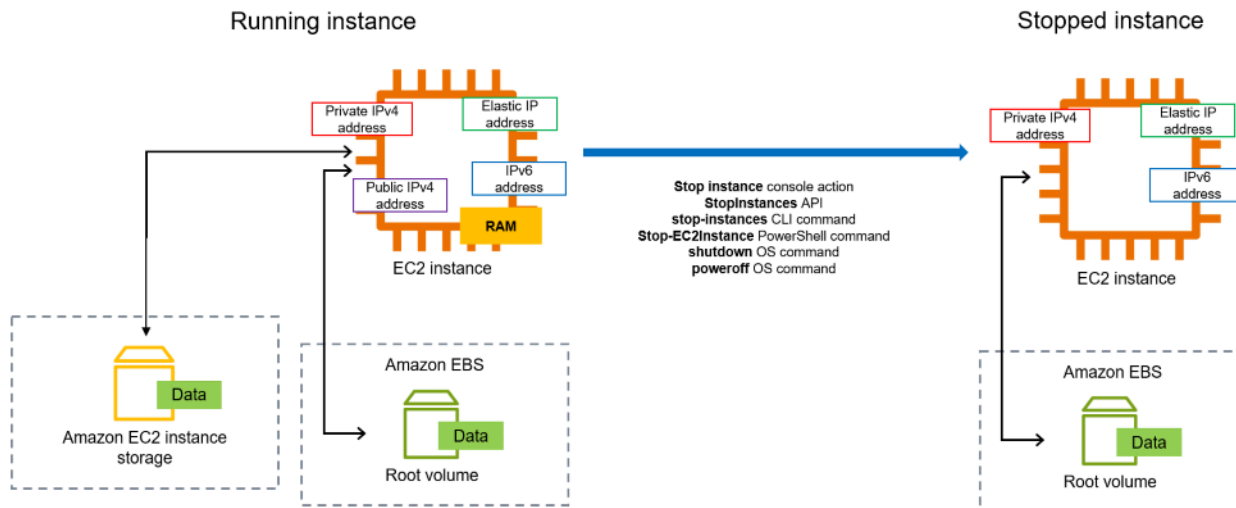 Running instance
Private IPv4
address
Elastic IP
address
Public IPv4
address
IPv6
address
RAM
EC2 instance
Data
Amazon EC2 instance
storage
Amazon EBS
Data
Root volume
Stop instance console action
StopInstances API
stop-instances CLI command
Stop-EC2Instance PowerShell command
shutdown OS command
poweroff OS command
Stopped instance
Private IPv4
address
Elastic IP
address
IPv6
address
EC2 instance
Amazon EBS
Data
Root volume